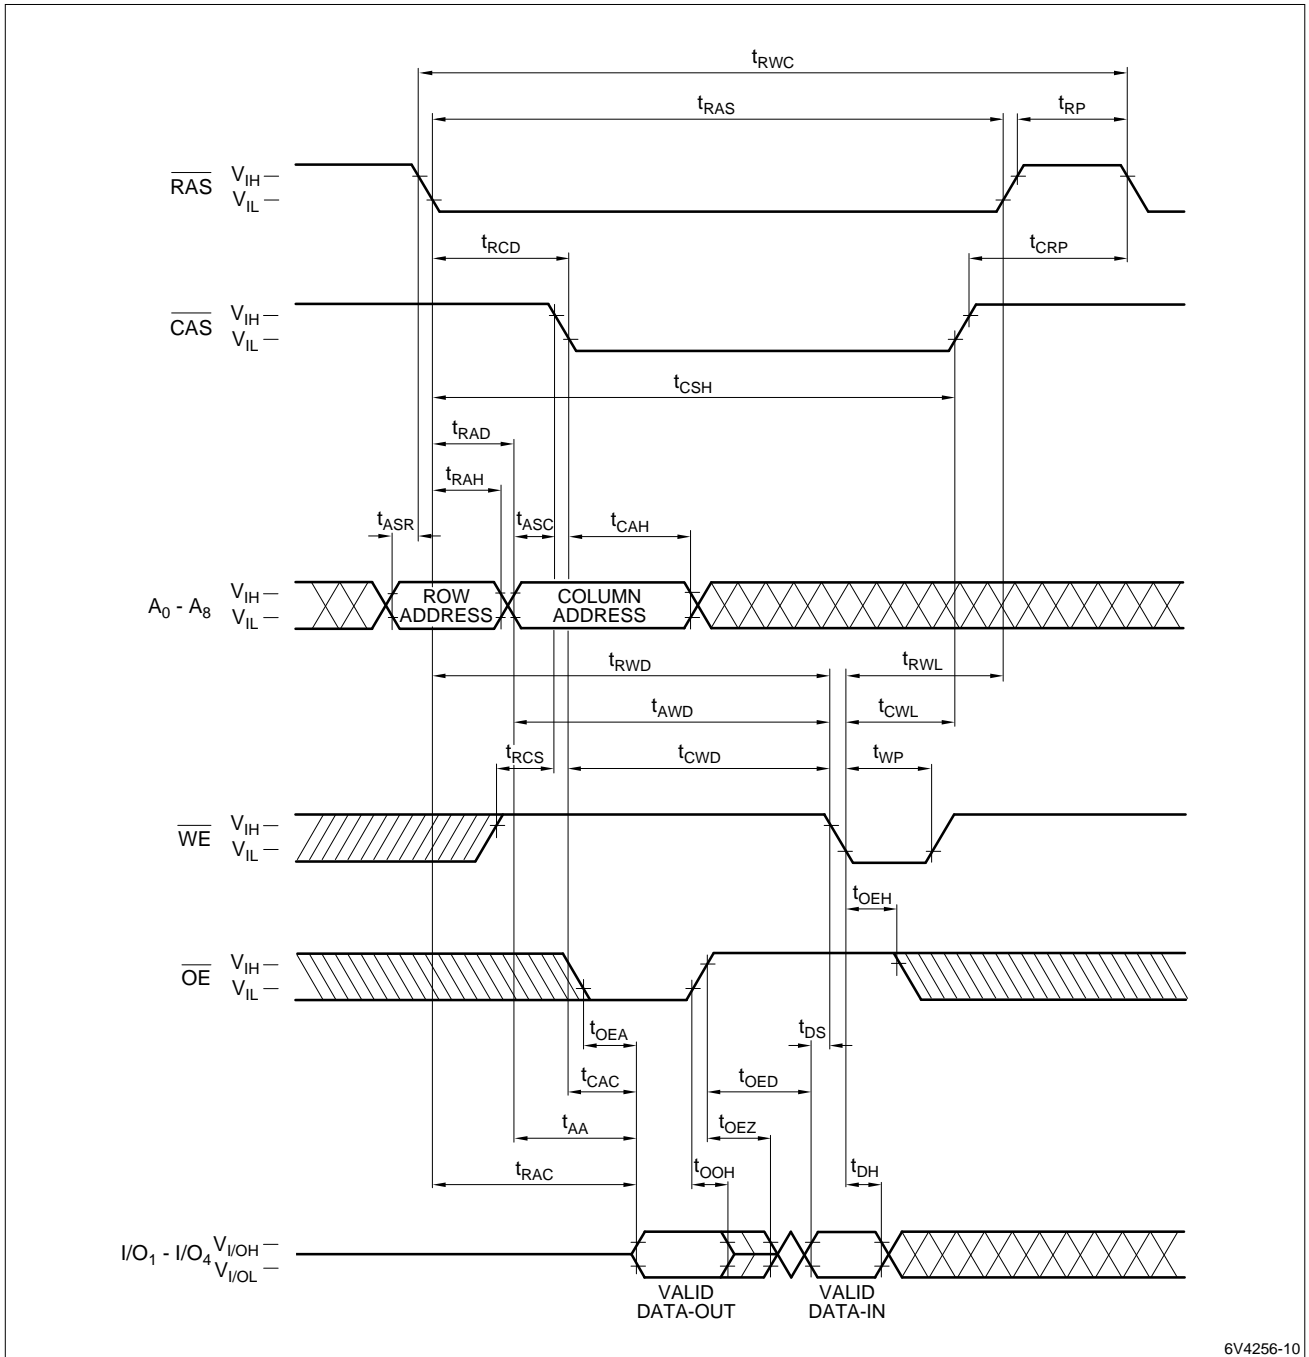 tRWC
tRAS
tRP
RAS
VIH
VIL
tRCD
tCRP
CAS
VIH
VIL
tCSH
tRAD
tRAH
tASR
tASC
tCAH
A0 - A8
VIH
VIL
ROW
ADDRESS
COLUMN
ADDRESS
tRWD
tRWL
tAWD
tCWL
tRCS
tCWD
tWP
WE
VIH
VIL
tOEH
OE
VIH
VIL
tOEA
tDS
tCAC
tOED
tAA
tOEZ
tRAC
tOOH
tDH
I/O1 - I/O4
VI/OH
VI/OL
VALID
DATA-OUT
VALID
DATA-IN
6V4256-10